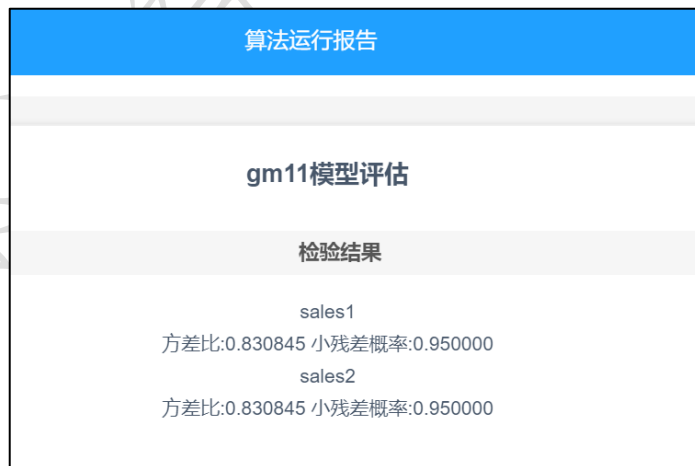 算法运行报告
gm11模型评估
检验结果
sales1
方差比:0.830845 小残差概率:0.950000
sales2
方差比:0.830845 小残差概率:0.950000